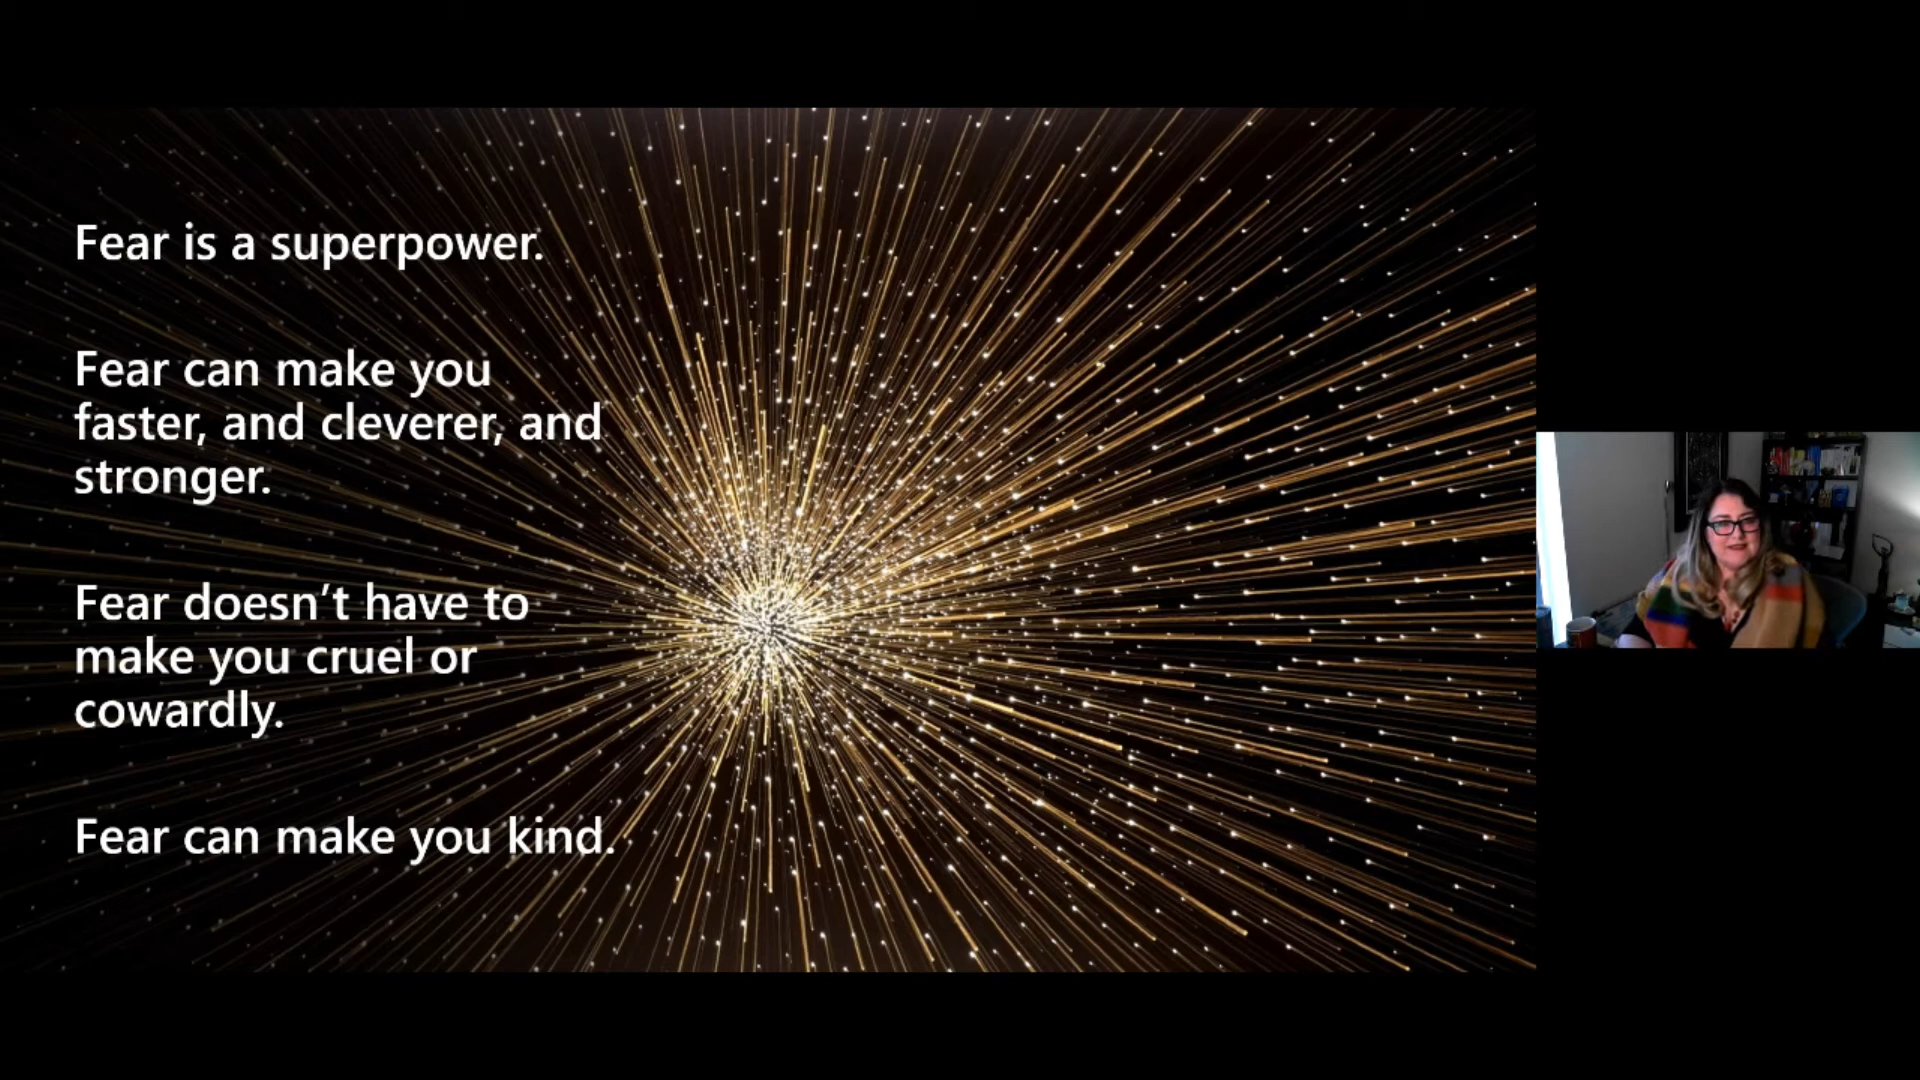 Fear is a superpower.
Fear can make you
faster, and cleverer, and
stronger.
Fear doesn’t have to
make you cruel or
cowardly.
Fear can make you kind.